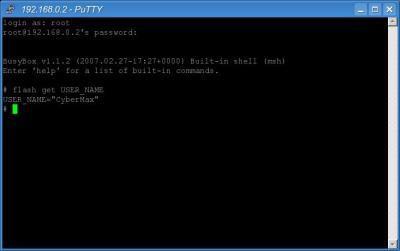 192.168.0.2 - PuTTY
login as: root
root@192.168.0.2's password:
BusyBox v1.1.2 (2007.02.27-17:27+0000) Built-in shell (msh)
Enter 'help' for a list of built-in commands.
# flash get USER_NAME
USER_NAME="CyberMax"
#